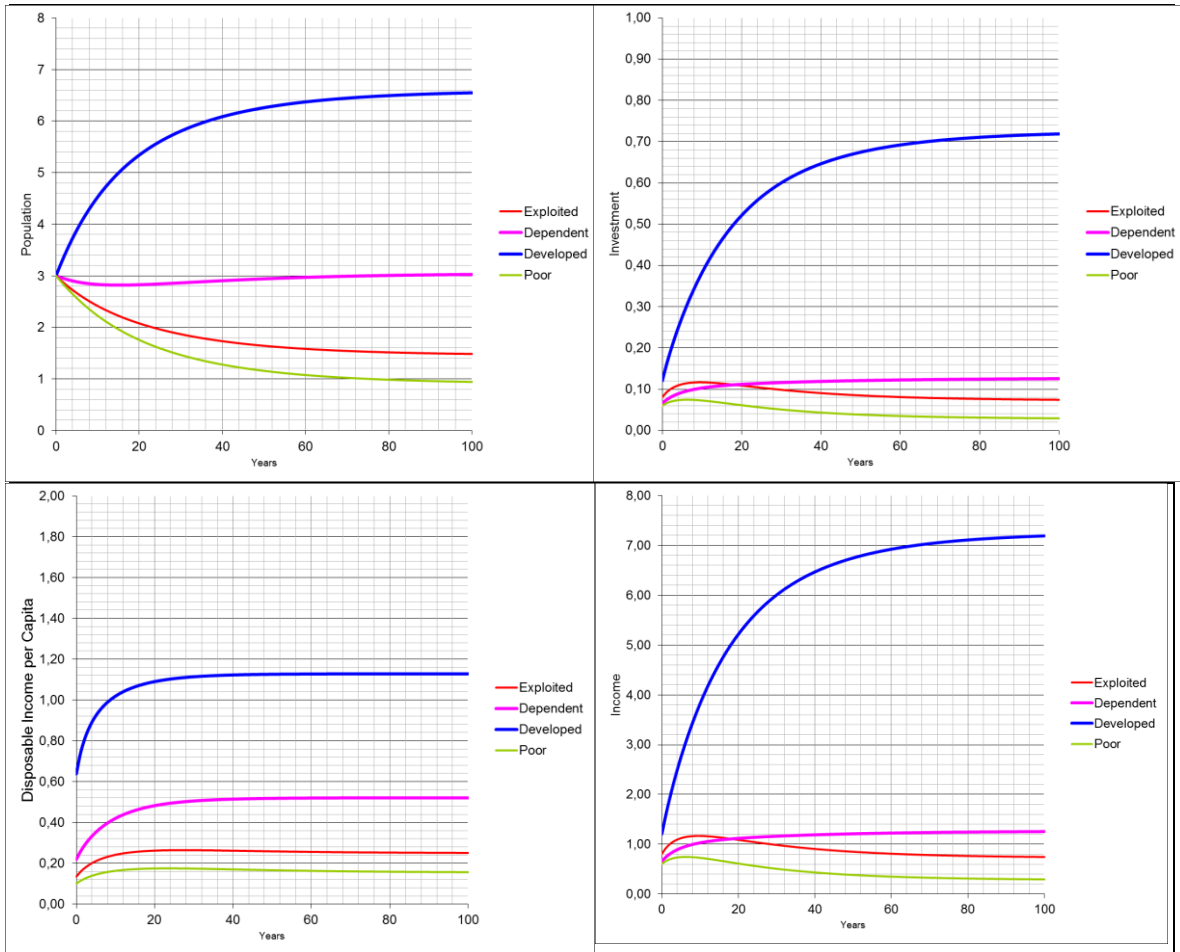 8
7
6
5
4
3
2
1
0
Population
0 20 40 60 80 100
Years
Exploited
Dependent
Developed
Poor
1,00
0,90
0,80
0,70
0,60
0,50
0,40
0,30
0,20
0,10
0,00
Investment
0 20 40 60 80 100
Years
Exploited
Dependent
Developed
Poor
2,00
1,80
1,60
1,40
1,20
1,00
0,80
0,60
0,40
0,20
0,00
Disposable Income per Capita
0 20 40 60 80 100
Years
Exploited
Dependent
Developed
Poor
8,00
7,00
6,00
5,00
4,00
3,00
2,00
1,00
0,00
Income
0 20 40 60 80 100
Years
Exploited
Dependent
Developed
Poor